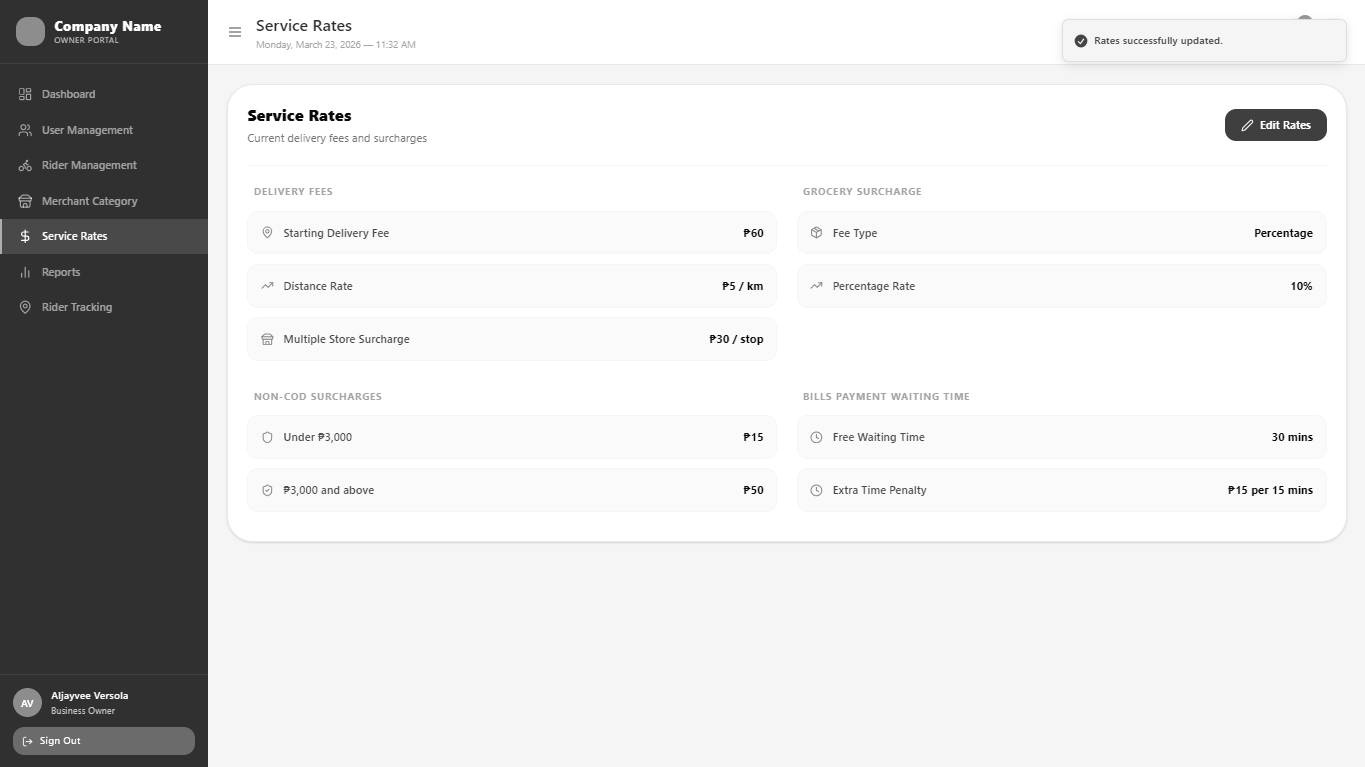 Company Name
OWNER PORTAL
Dashboard
User Management
Rider Management
Merchant Category
Service Rates
Reports
Rider Tracking
AV
Aljayvee Versola
Business Owner
Sign Out
Service Rates
Monday, March 23, 2026 — 11:32 AM
Rates successfully updated.
Service Rates
Current delivery fees and surcharges
Edit Rates
DELIVERY FEES
Starting Delivery Fee ₱60
Distance Rate ₱5 / km
Multiple Store Surcharge ₱30 / stop
GROCERY SURCHARGE
Fee Type Percentage
Percentage Rate 10%
NON-COD SURCHARGES
Under ₱3,000 ₱15
₱3,000 and above ₱50
BILLS PAYMENT WAITING TIME
Free Waiting Time 30 mins
Extra Time Penalty ₱15 per 15 mins